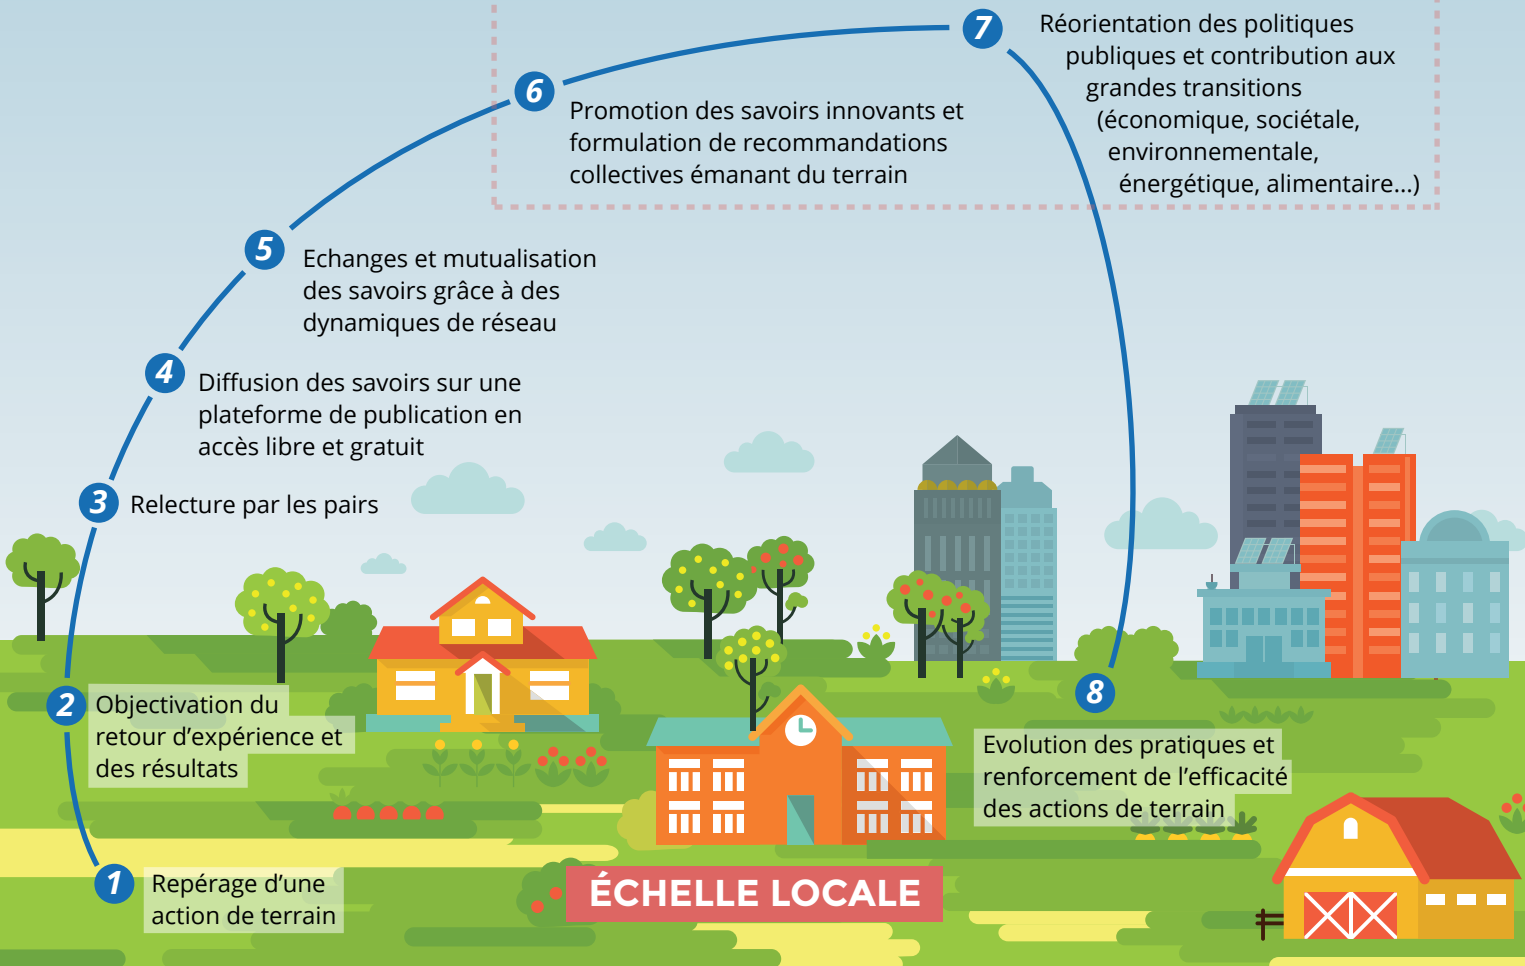 7
Réorientation des politiques
publiques et contribution aux
grandes transitions
(économique, sociétale,
environnementale,
énergétique, alimentaire...)
6
Promotion des savoirs innovants et
formulation de recommandations
collectives émanant du terrain
5
Echanges et mutualisation
des savoirs grâce à des
dynamiques de réseau
4
Diffusion des savoirs sur une
plateforme de publication en
accès libre et gratuit
3
Relecture par les pairs
2
Objectivation du
retour d'expérience et
des résultats
8
Evolution des pratiques et
renforcement de l'efficacité
des actions de terrain
1
Repérage d'une
action de terrain
ÉCHELLE LOCALE